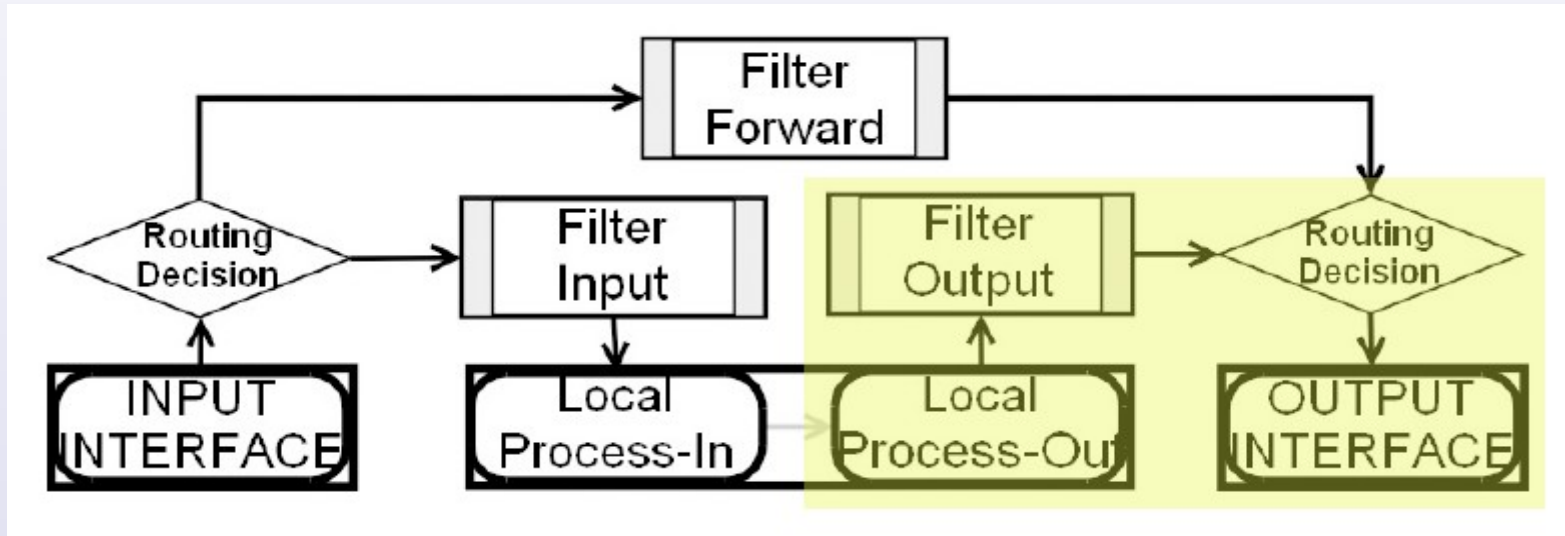 Filter
Forward
Routing
Decision
Filter
Input
Filter
Output
Routing
Decision
INPUT
INTERFACE
Local
Process-In
Local
Process-Out
OUTPUT
INTERFACE